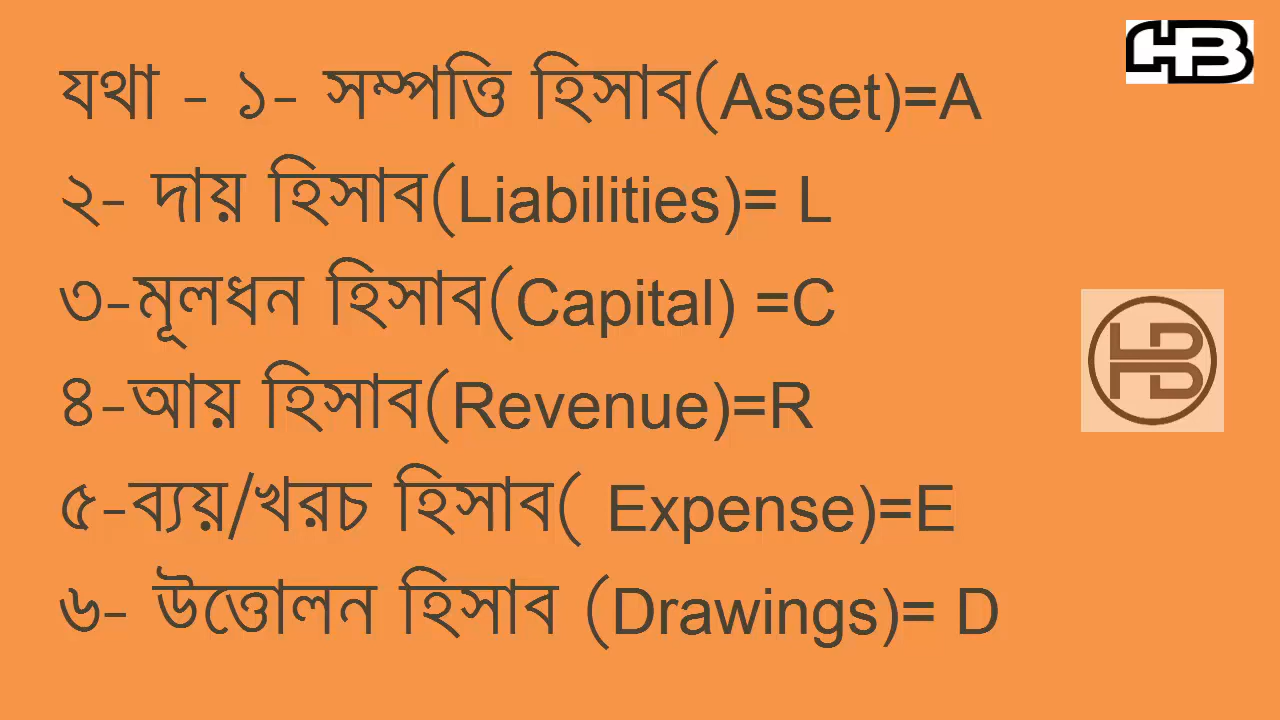 যথা - ১- সম্পত্তি হিসাব(Asset)=A
২- দায় হিসাব(Liabilities)= L
৩-মূলধন হিসাব(Capital) =C
৪-আয় হিসাব(Revenue)=R
৫-ব্যয়/খরচ হিসাব( Expense)=E
৬- উত্তোলন হিসাব (Drawings)= D
HB